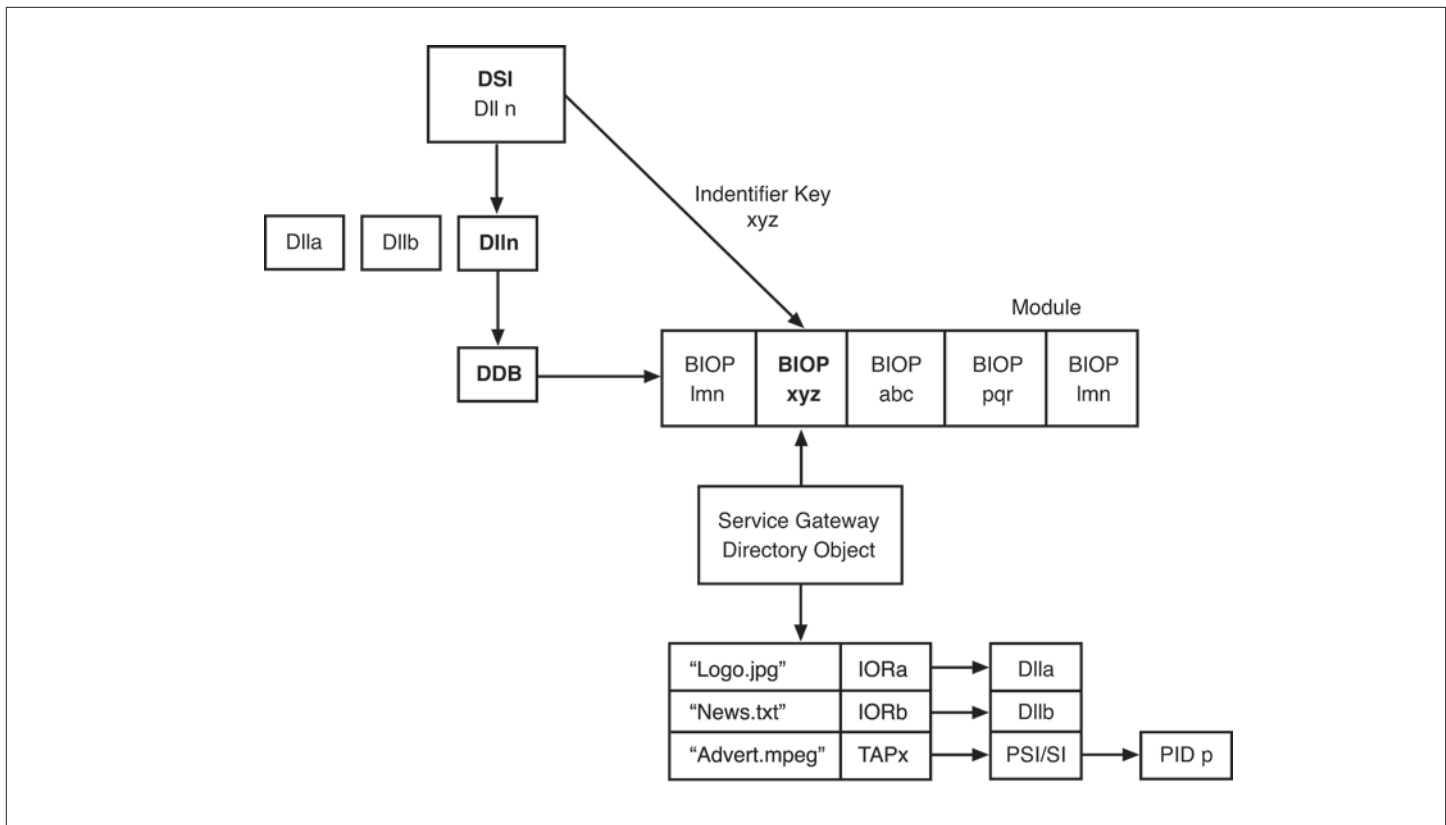 DSI
DII n
Indentifier Key
xyz
DIIa
DIIb
DIIn
Module
DDB
BIOP
lmn
BIOP
xyz
BIOP
abc
BIOP
pqr
BIOP
lmn
Service Gateway
Directory Object
“Logo.jpg”
IORa
DIIa
“News.txt”
IORb
DIIb
“Advert.mpeg”
TAPx
PSI/SI
PID p